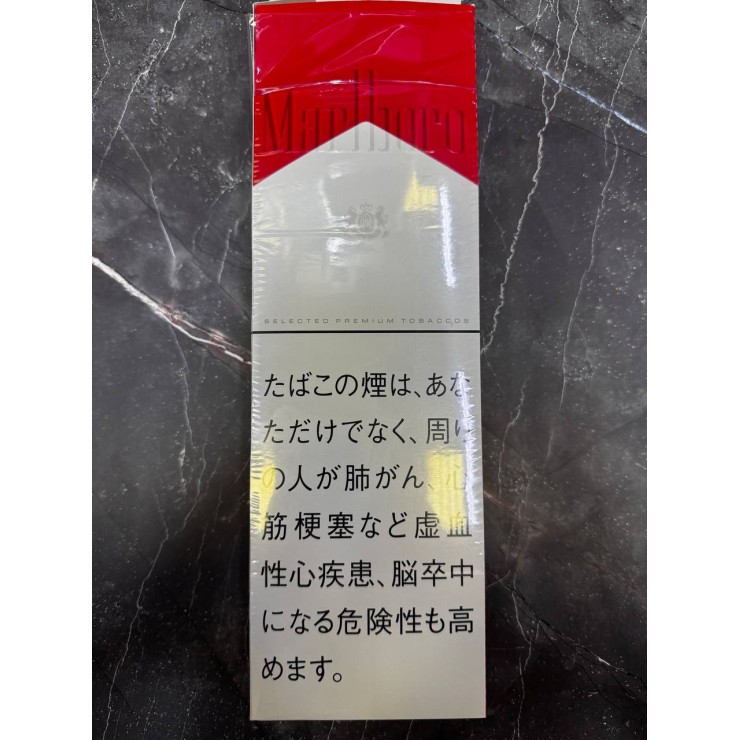 Marlboro
SELECTED PREMIUM TOBACCOS
たばこの煙は、あな
ただけでなく、周り
の人が肺がん、心
筋梗塞など虚血
性心疾患、脳卒中
になる危険性も高
めます。